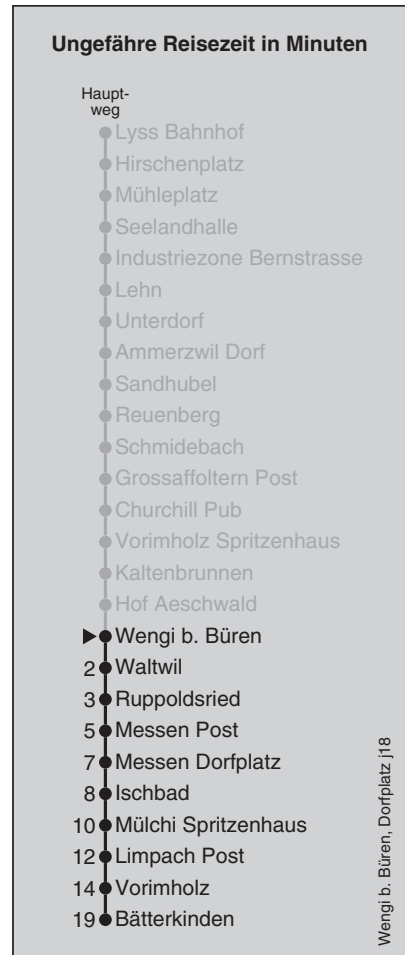 Ungefähre Reisezeit in Minuten
Haupt-
weg
Lyss Bahnhof
Hirschenplatz
Mühleplatz
Seelandhalle
Industriezone Bernstrasse
Lehn
Unterdorf
Ammerzwil Dorf
Sandhubel
Reuenberg
Schmidebach
Grossaffoltern Post
Churchill Pub
Vorimholz Spritzenhaus
Kaltenbrunnen
Hof Aeschwald
Wengi b. Büren
2 Waltwil
3 Ruppoldsried
5 Messen Post
7 Messen Dorfplatz
8 Ischbad
10 Mülchi Spritzenhaus
12 Limpach Post
14 Vorimholz
19 Bätterkinden
Wengi b. Büren, Dorfplatz j18